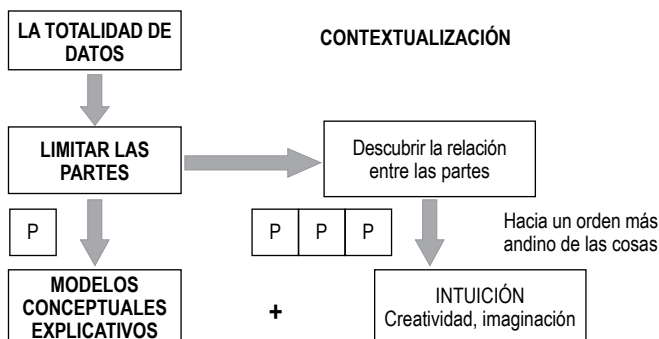 LA TOTALIDAD DE
DATOS
CONTEXTUALIZACIÓN
LIMITAR LAS
PARTES
Descubrir la relación
entre las partes
P
P P P
Hacia un orden más
andino de las cosas
MODELOS
CONCEPTUALES
EXPLICATIVOS
+
INTUICIÓN
Creatividad, imaginación